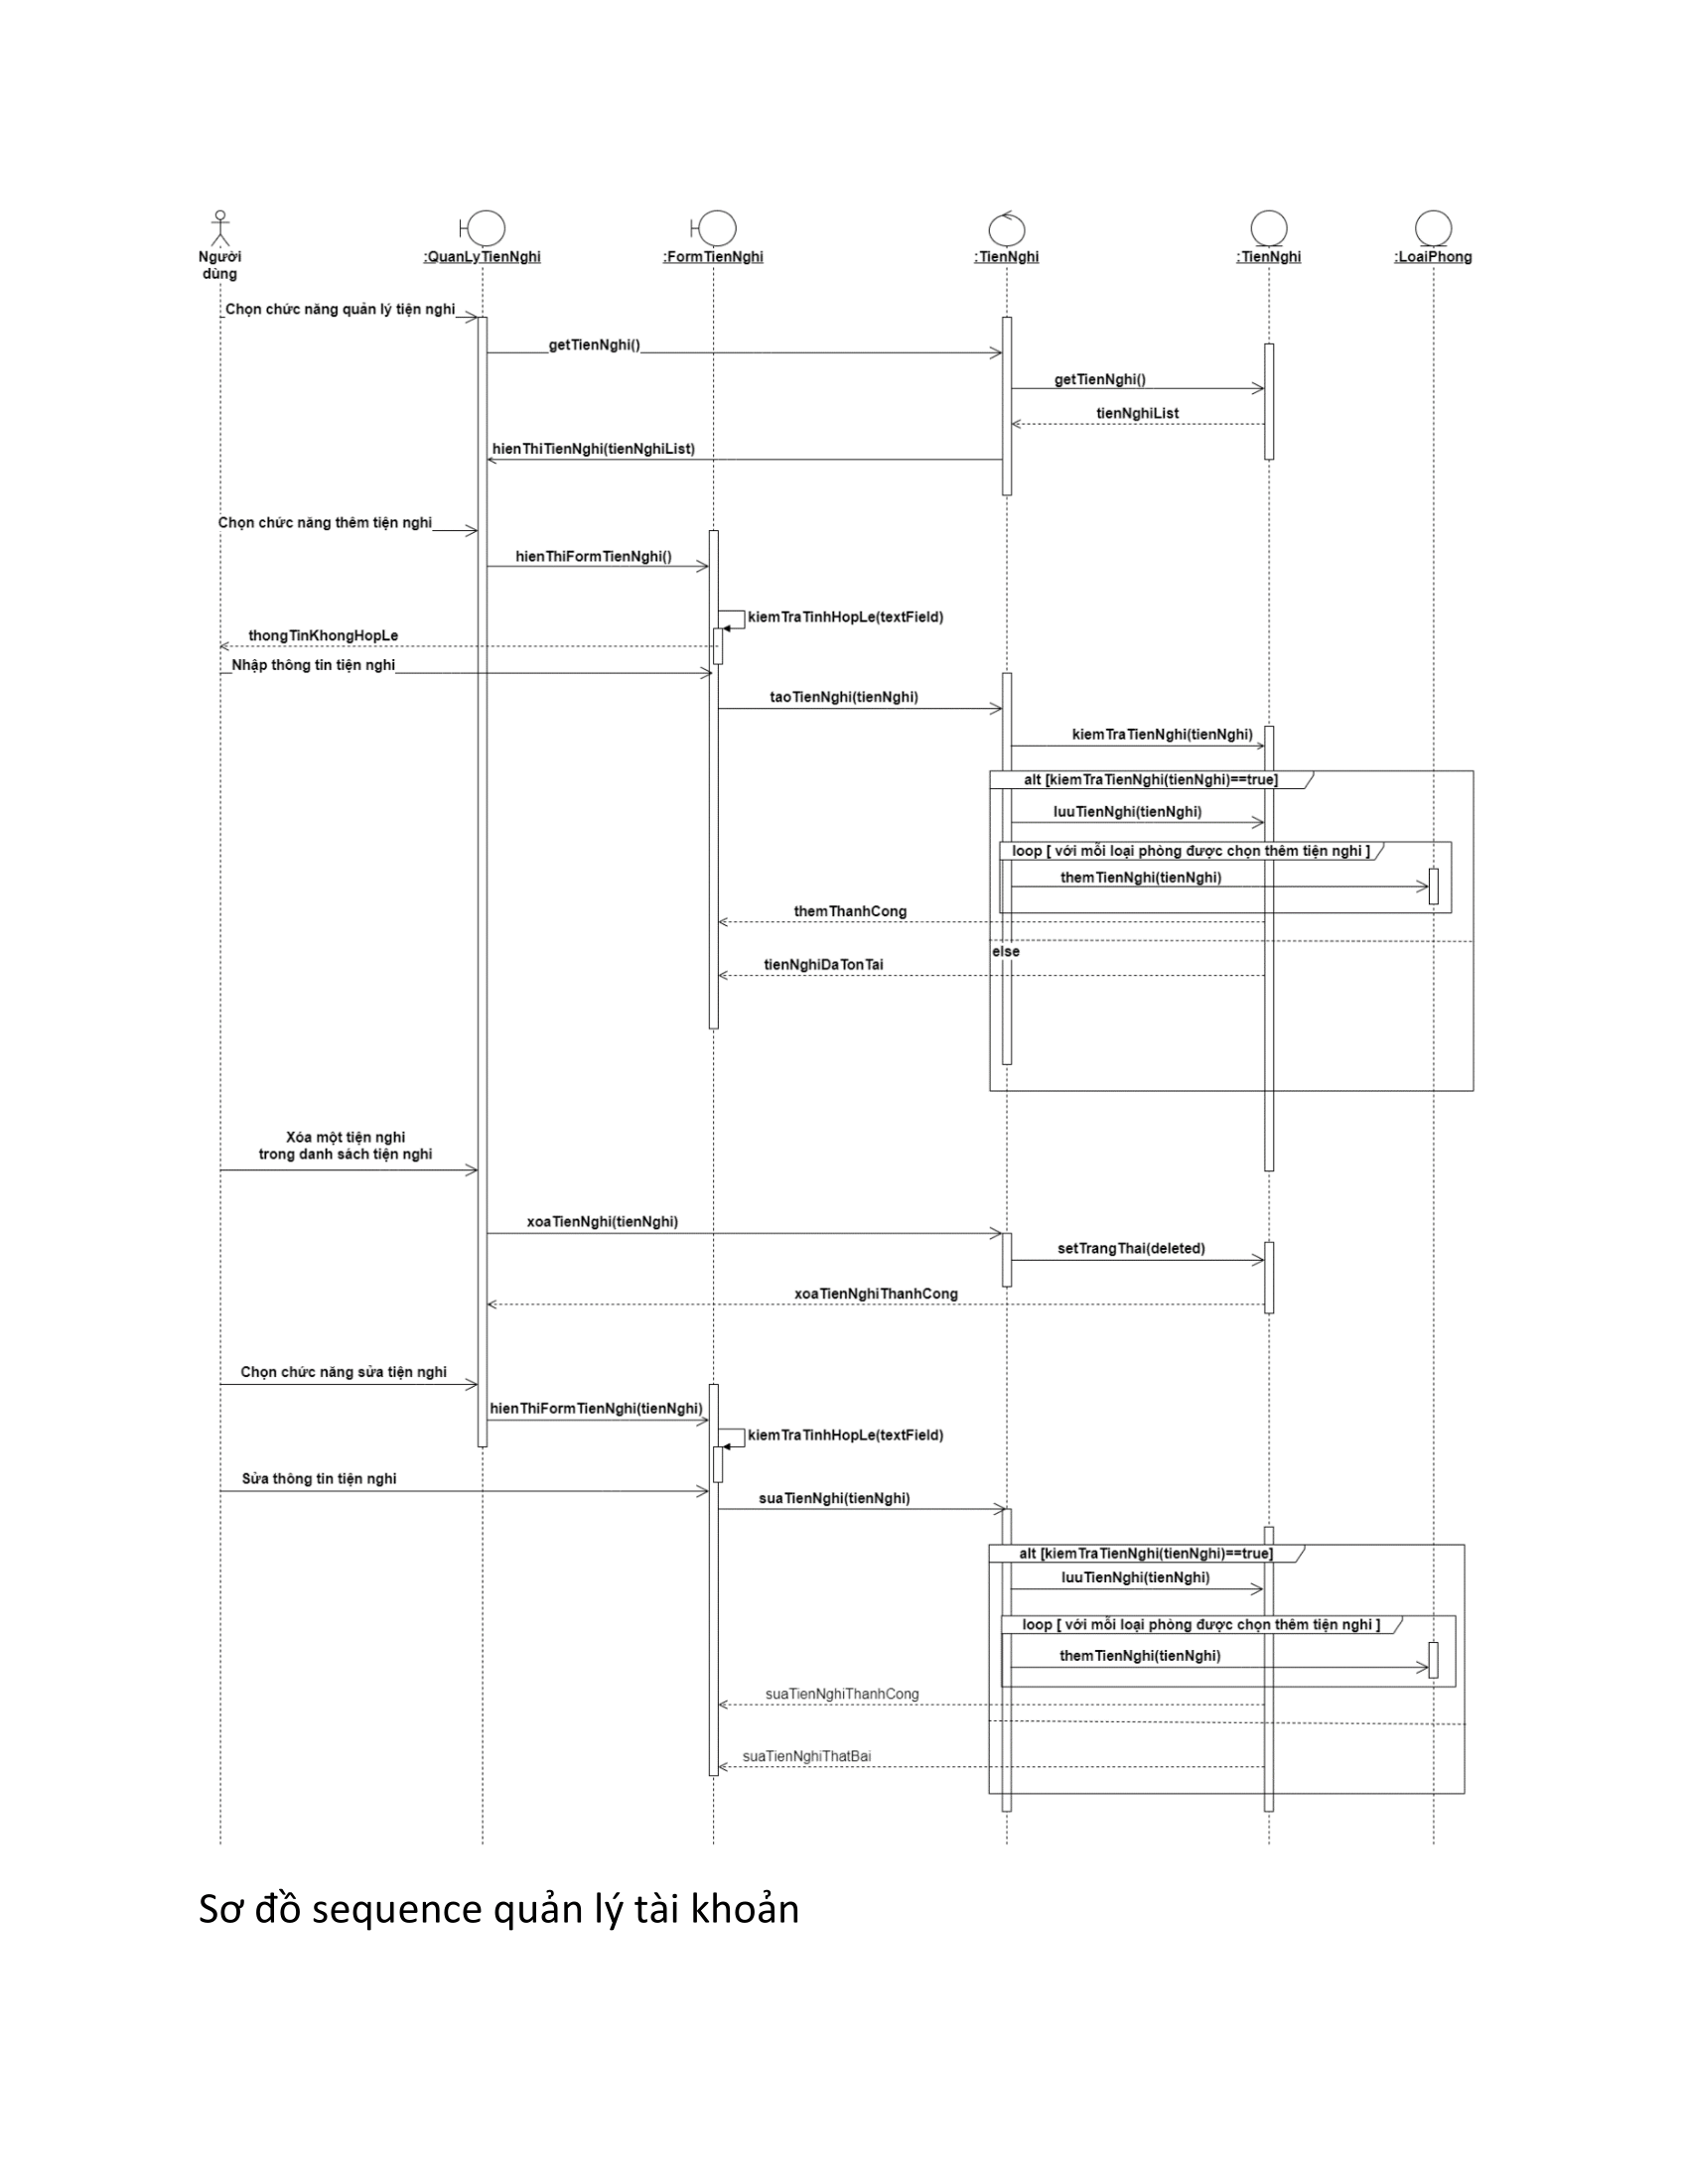 Người
dùng
:QuanLyTienNghi
:FormTienNghi
:TienNghi
:TienNghi
:LoaiPhong
Chọn chức năng quản lý tiện nghi
getTienNghi()
getTienNghi()
tienNghiList
hienThiTienNghi(tienNghiList)
Chọn chức năng thêm tiện nghi
hienThiFormTienNghi()
kiemTraTinhHopLe(textField)
thongTinKhongHopLe
Nhập thông tin tiện nghi
taoTienNghi(tienNghi)
kiemTraTienNghi(tienNghi)
alt [kiemTraTienNghi(tienNghi)==true]
luuTienNghi(tienNghi)
loop [ với mỗi loại phòng được chọn thêm tiện nghi ]
themTienNghi(tienNghi)
themThanhCong
else
tienNghiDaTonTai
Xóa một tiện nghi
trong danh sách tiện nghi
xoaTienNghi(tienNghi)
setTrangThai(deleted)
xoaTienNghiThanhCong
Chọn chức năng sửa tiện nghi
hienThiFormTienNghi(tienNghi)
kiemTraTinhHopLe(textField)
Sửa thông tin tiện nghi
suaTienNghi(tienNghi)
alt [kiemTraTienNghi(tienNghi)==true]
luuTienNghi(tienNghi)
loop [ với mỗi loại phòng được chọn thêm tiện nghi ]
themTienNghi(tienNghi)
suaTienNghiThanhCong
suaTienNghiThatBai
Sơ đồ sequence quản lý tài khoản